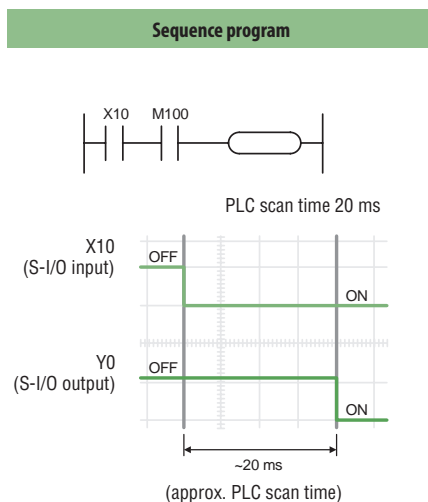 Sequence program
X10 M100
PLC scan time 20 ms
X10
(S-I/O input)
OFF
ON
Y0
(S-I/O output)
OFF
ON
~20 ms
(approx. PLC scan time)